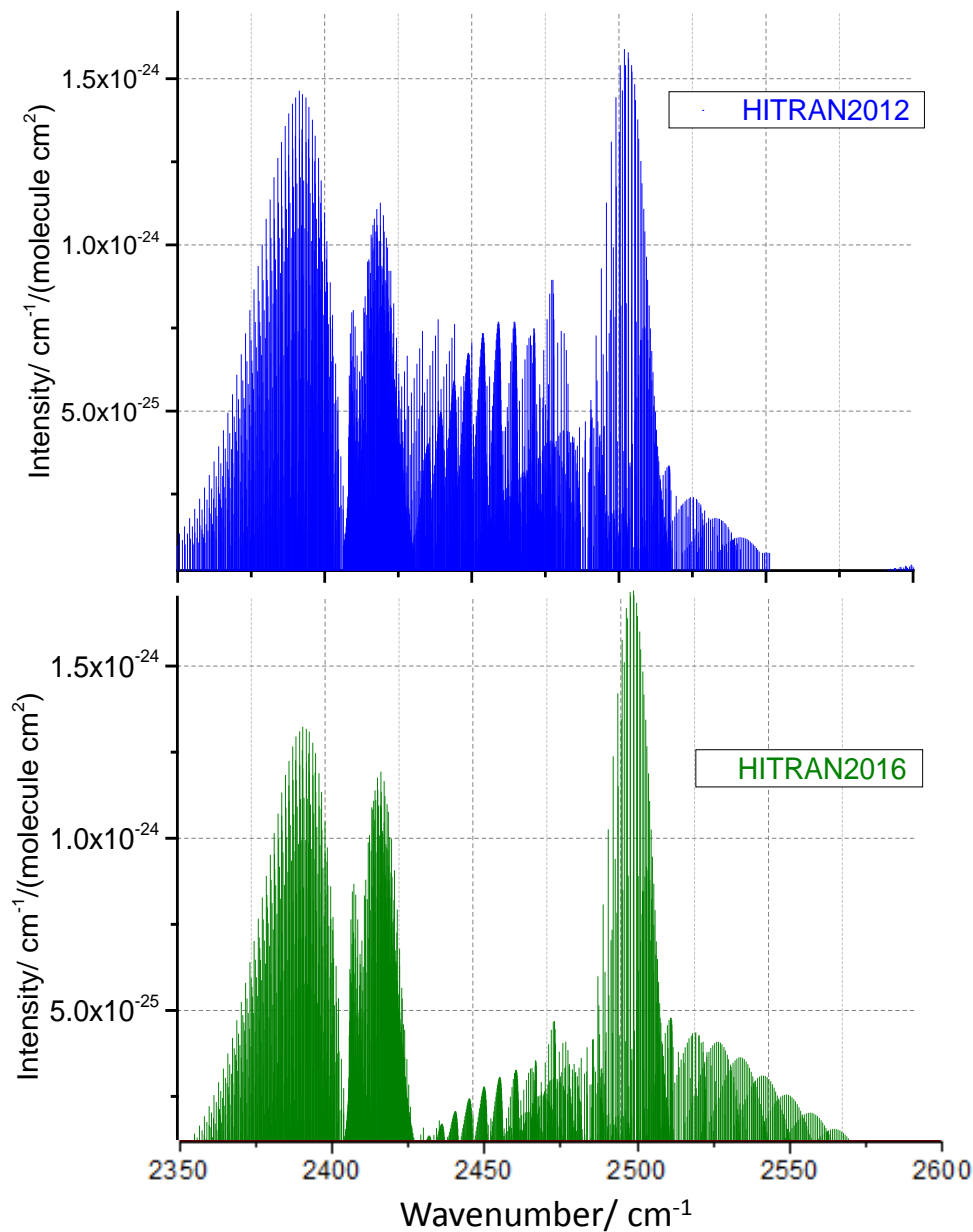 1.5x10⁻²⁴
HITRAN2012
1.0x10⁻²⁴
5.0x10⁻²⁵
Intensity/ cm⁻¹/(molecule cm²)
1.5x10⁻²⁴
HITRAN2016
1.0x10⁻²⁴
5.0x10⁻²⁵
Intensity/ cm⁻¹/(molecule cm²)
2350 2400 2450 2500 2550 2600
Wavenumber/ cm⁻¹